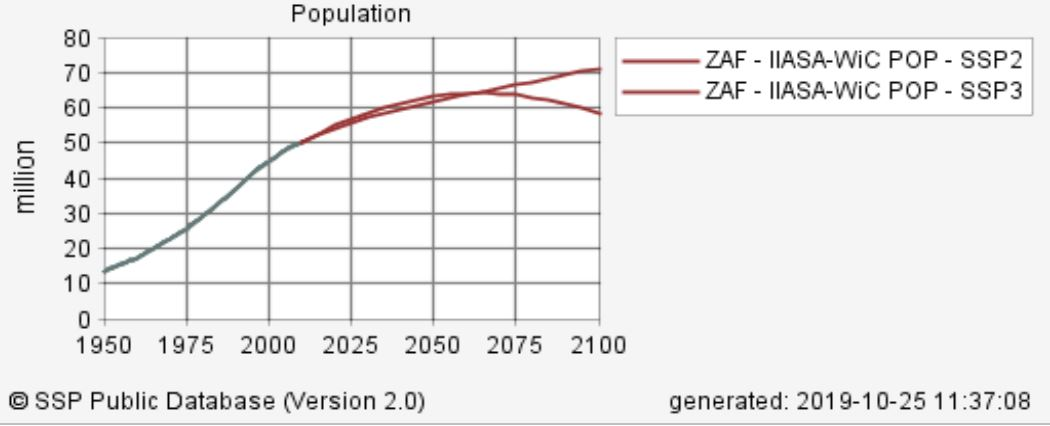 Population
80
70
60
50
40
30
20
10
0
million
1950 1975 2000 2025 2050 2075 2100
ZAF - IIASA-WiC POP - SSP2
ZAF - IIASA-WiC POP - SSP3
© SSP Public Database (Version 2.0) generated: 2019-10-25 11:37:08